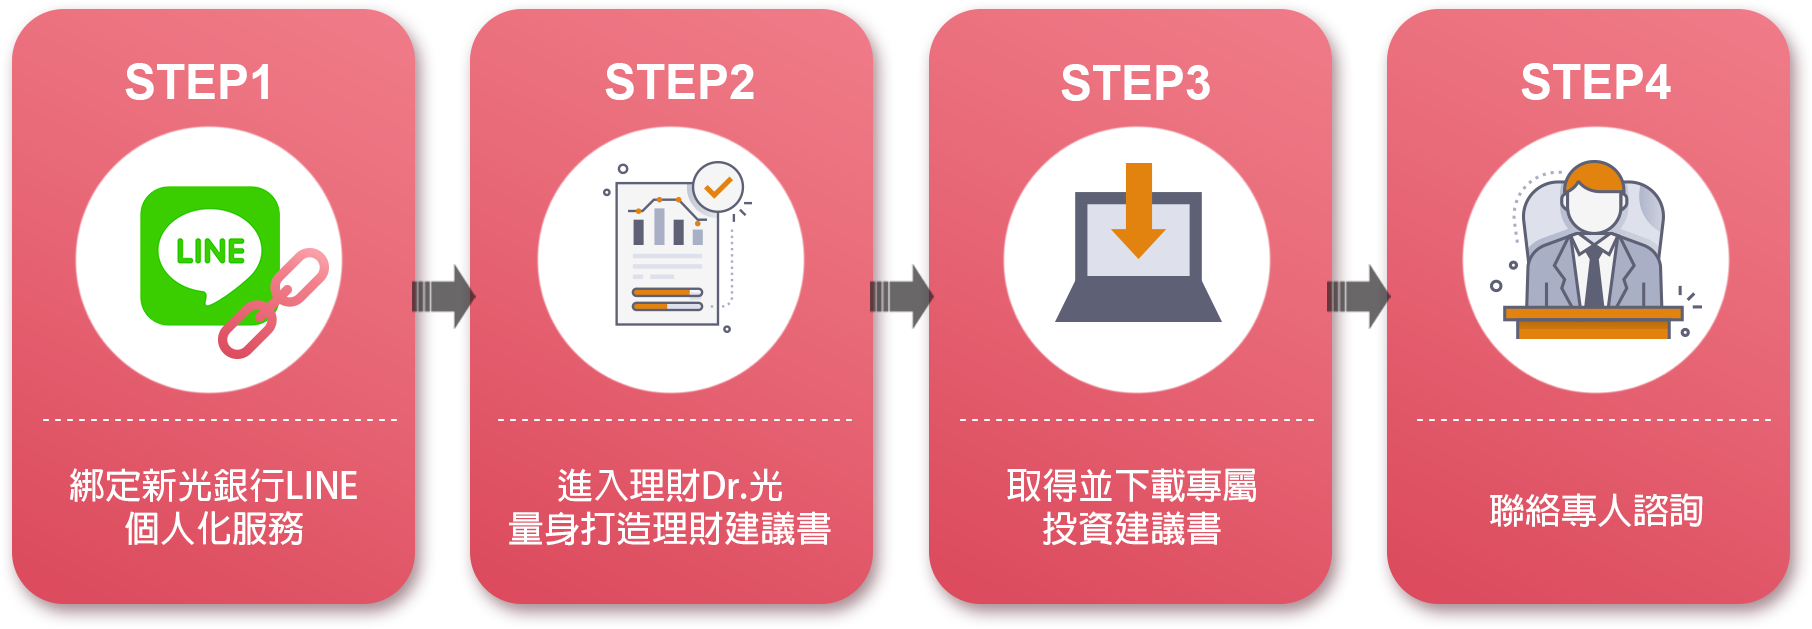 STEP1
LINE
綁定新光銀行LINE
個人化服務
STEP2
進入理財Dr.光
量身打造理財建議書
STEP3
取得並下載專屬
投資建議書
STEP4
聯絡專人諮詢